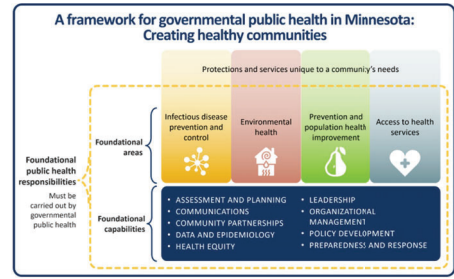 A framework for governmental public health in Minnesota:
Creating healthy communities
Protections and services unique to a community's needs
Foundational
areas
Infectious disease
prevention and
control
Environmental
health
Prevention and
population health
improvement
Access to health
services
Foundational
public health
responsibilities
Must be
carried out by
governmental
public health
Foundational
capabilities
• ASSESSMENT AND PLANNING
• COMMUNICATIONS
• COMMUNITY PARTNERSHIPS
• DATA AND EPIDEMIOLOGY
• HEALTH EQUITY
• LEADERSHIP
• ORGANIZATIONAL
MANAGEMENT
• POLICY DEVELOPMENT
• PREPAREDNESS AND RESPONSE